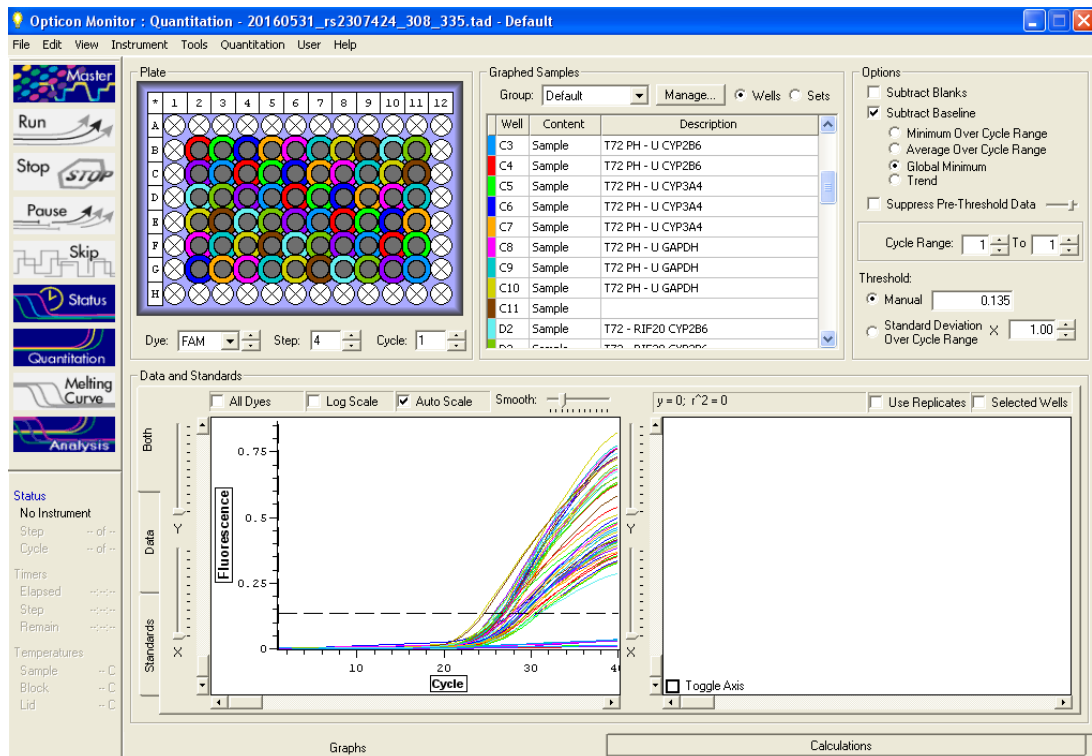 Opticon Monitor : Quantitation - 20160531_rs2307424_308_335.tad - Default
File Edit View Instrument Tools Quantitation User Help
Master
Run
Stop STOP
Pause
Skip
Status
Quantitation
Melting Curve
Analysis
Status
No Instrument
Step -- of --
Cycle -- of --
Timers
Elapsed --:--:--
Step --:--:--
Remain --:--:--
Temperatures
Sample -- C
Block -- C
Lid -- C
Plate
* 1 2 3 4 5 6 7 8 9 10 11 12
A
B
C
D
E
F
G
H
Dye: FAM Step: 4 Cycle: 1
Graphed Samples
Group: Default Manage... Wells Sets
Well Content Description
C3 Sample T72 PH - U CYP2B6
C4 Sample T72 PH - U CYP2B6
C5 Sample T72 PH - U CYP3A4
C6 Sample T72 PH - U CYP3A4
C7 Sample T72 PH - U CYP3A4
C8 Sample T72 PH - U GAPDH
C9 Sample T72 PH - U GAPDH
C10 Sample T72 PH - U GAPDH
C11 Sample
D2 Sample T72 - RIF20 CYP2B6
D3 Sample T72 - RIF20 CYP2B6
Options
Subtract Blanks
Subtract Baseline
Minimum Over Cycle Range
Average Over Cycle Range
Global Minimum
Trend
Suppress Pre-Threshold Data
Cycle Range: 1 To 1
Threshold:
Manual 0.135
Standard Deviation X 1.00
Over Cycle Range
Data and Standards
Both
Data
Standards
All Dyes Log Scale Auto Scale Smooth:
Y
X
Fluorescence
0.75
0.5
0.25
0
10 20 30 40
Cycle
y = 0; r^2 = 0 Use Replicates Selected Wells
Y
X
Toggle Axis
Graphs Calculations